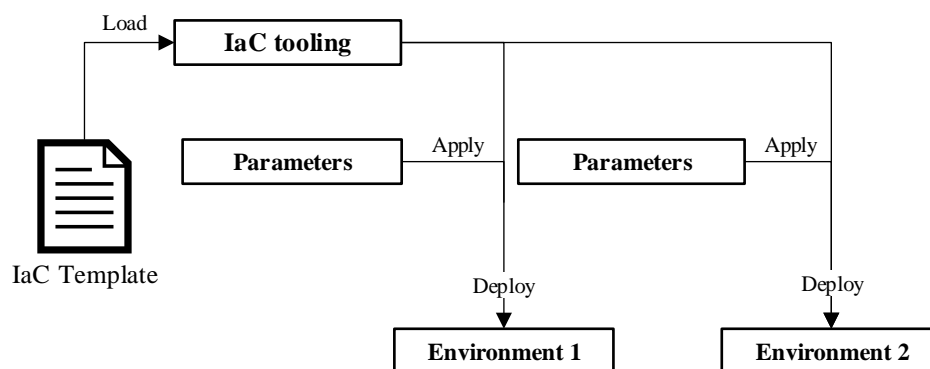 Load
IaC tooling
Parameters
Apply
Parameters
Apply
IaC Template
Deploy
Deploy
Environment 1
Environment 2